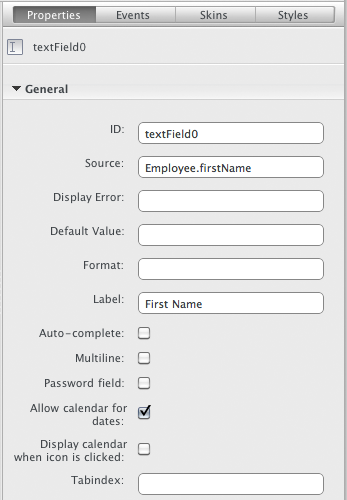 Properties Events Skins Styles
textField0
General
ID: textField0
Source: Employee.firstName
Display Error:
Default Value:
Format:
Label: First Name
Auto-complete:
Multiline:
Password field:
Allow calendar for
dates:
Display calendar
when icon is clicked:
Tabindex: